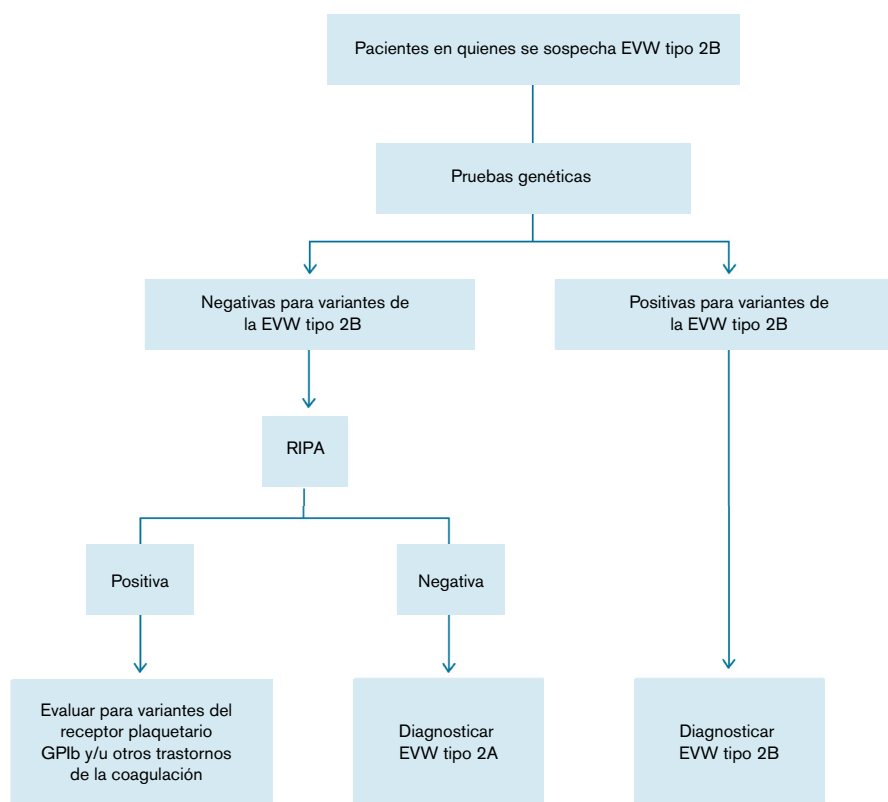 Pacientes en quienes se sospecha EVW tipo 2B
Pruebas genéticas
Negativas para variantes de
la EVW tipo 2B
Positivas para variantes de
la EVW tipo 2B
RIPA
Positiva
Negativa
Evaluar para variantes del
receptor plaquetario
GPIb y/u otros trastornos
de la coagulación
Diagnosticar
EVW tipo 2A
Diagnosticar
EVW tipo 2B